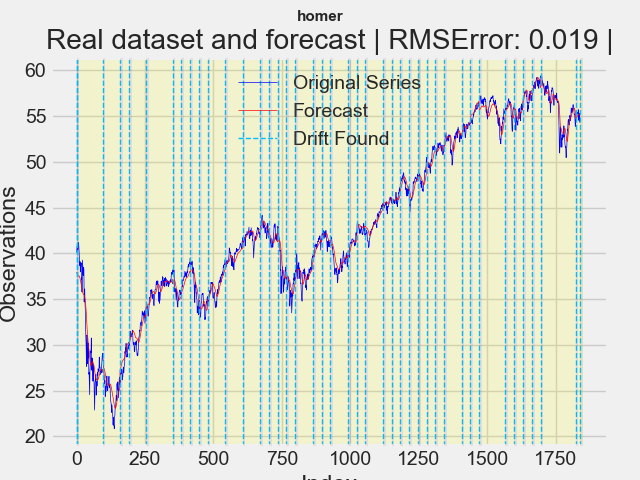 homer
Real dataset and forecast | RMSError: 0.019 |
Observations
60
55
50
45
40
35
30
25
20
Original Series
Forecast
Drift Found
0
250
500
750
1000
1250
1500
1750
Index